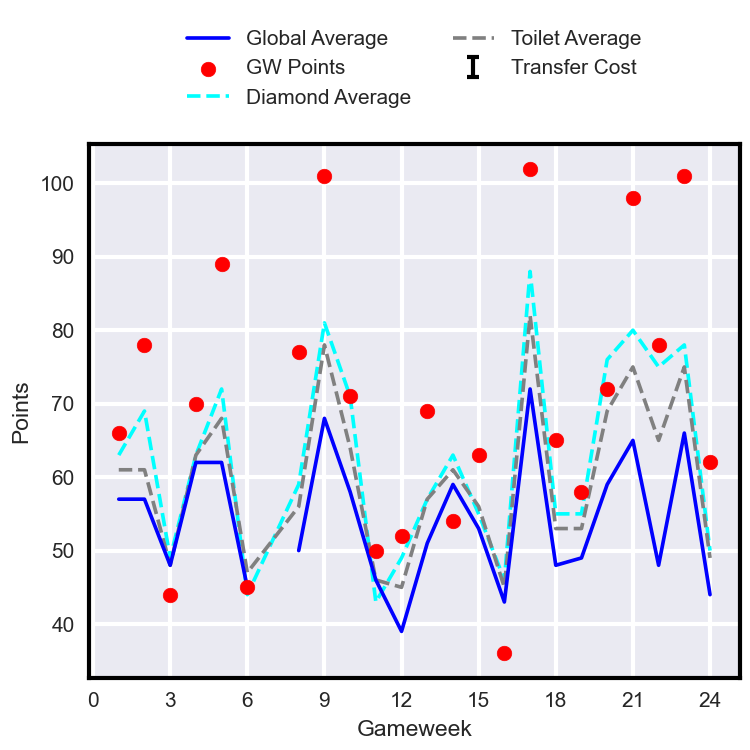 Global Average
GW Points
Diamond Average
Toilet Average
Transfer Cost
Points
100
90
80
70
60
50
40
0 3 6 9 12 15 18 21 24
Gameweek